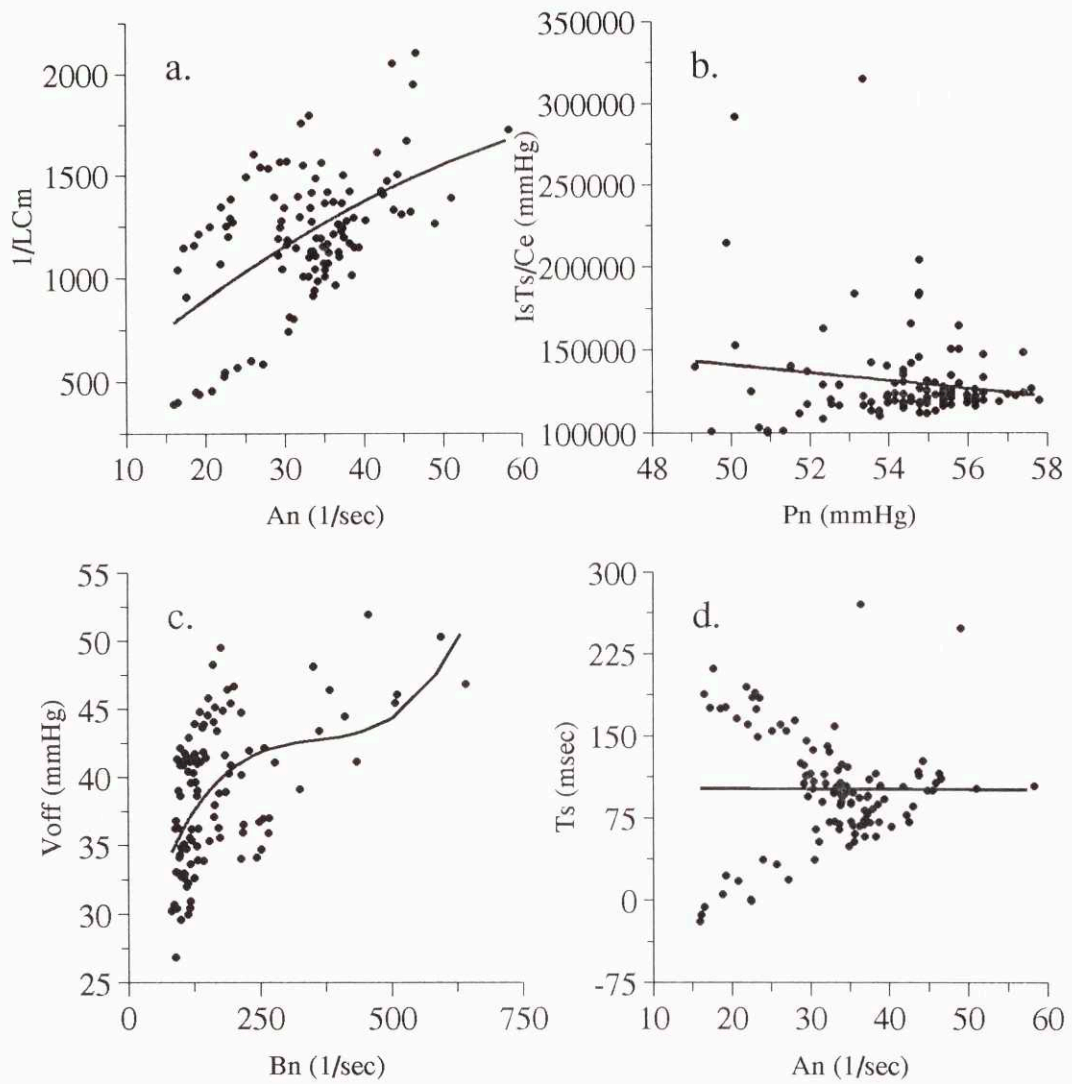 a.
2000
1500
1000
500
1/LCm
10 20 30 40 50 60
An (1/sec)
b.
350000
300000
250000
200000
150000
100000
IsTs/Ce (mmHg)
48 50 52 54 56 58
Pn (mmHg)
c.
55
50
45
40
35
30
25
Voff (mmHg)
0 250 500 750
Bn (1/sec)
d.
300
225
150
75
0
-75
Ts (msec)
10 20 30 40 50 60
An (1/sec)